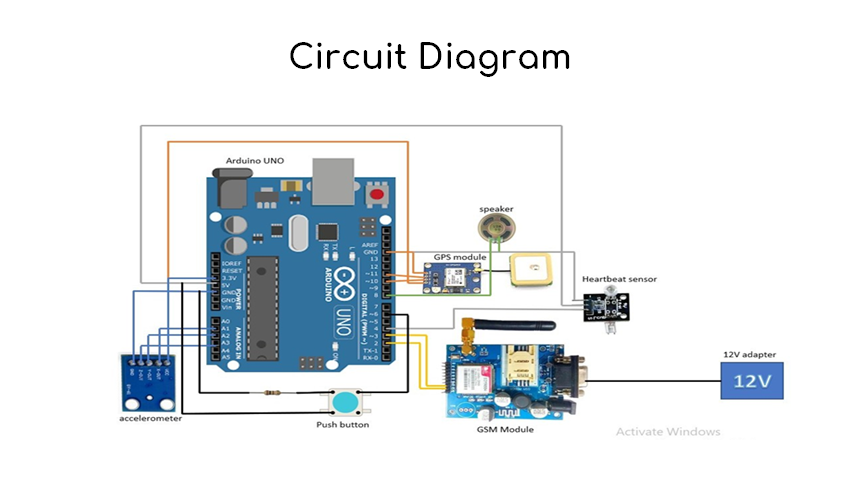 Circuit Diagram
Arduino UNO
speaker
GPS module
Heartbeat sensor
12V adapter
12V
GSM Module
Push button
accelerometer
Activate Windows
IOREF
RESET
3.3V
5V
GND
GND
Vin
POWER
A0
A1
A2
A3
A4
A5
ANALOG IN
AREF
GND
13
12
~11
~10
~9
8
7
~6
~5
4
~3
2
TX-1
RX-0
DIGITAL (PWM ~)
ARDUINO
UNO
RX
TX
L
ON